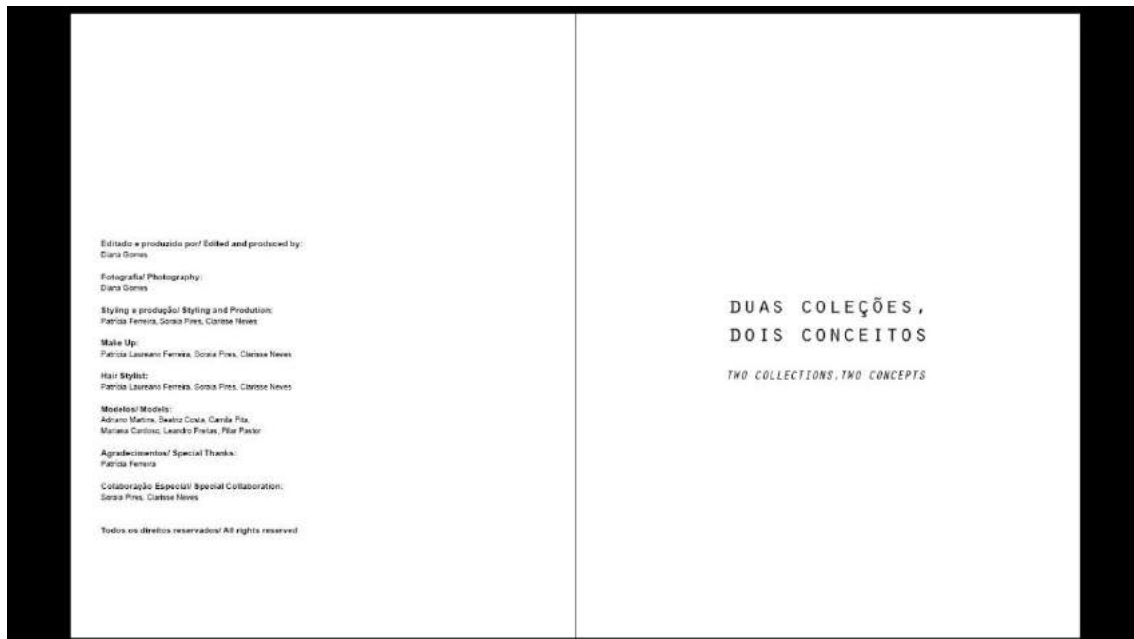 Editado e produzido por/ Edited and produced by:
Diana Gomes
Fotografia/ Photography:
Diana Gomes
Styling e produção/ Styling and Prodution:
Patrícia Ferreira, Soraia Pires, Clarisse Neves
Make Up:
Patrícia Laureano Ferreira, Soraia Pires, Clarisse Neves
Hair Stylist:
Patrícia Laureano Ferreira, Soraia Pires, Clarisse Neves
Modelos/ Models:
Adriano Martins, Beatriz Costa, Camila Pita,
Mariana Cardoso, Leandro Freitas, Pilar Pastor
Agradecimentos/ Special Thanks:
Patrícia Ferreira
Colaboração Especial/ Special Collaboration:
Soraia Pires, Clarisse Neves
Todos os direitos reservados/ All rights reserved
DUAS COLEÇÕES,
DOIS CONCEITOS
TWO COLLECTIONS,TWO CONCEPTS